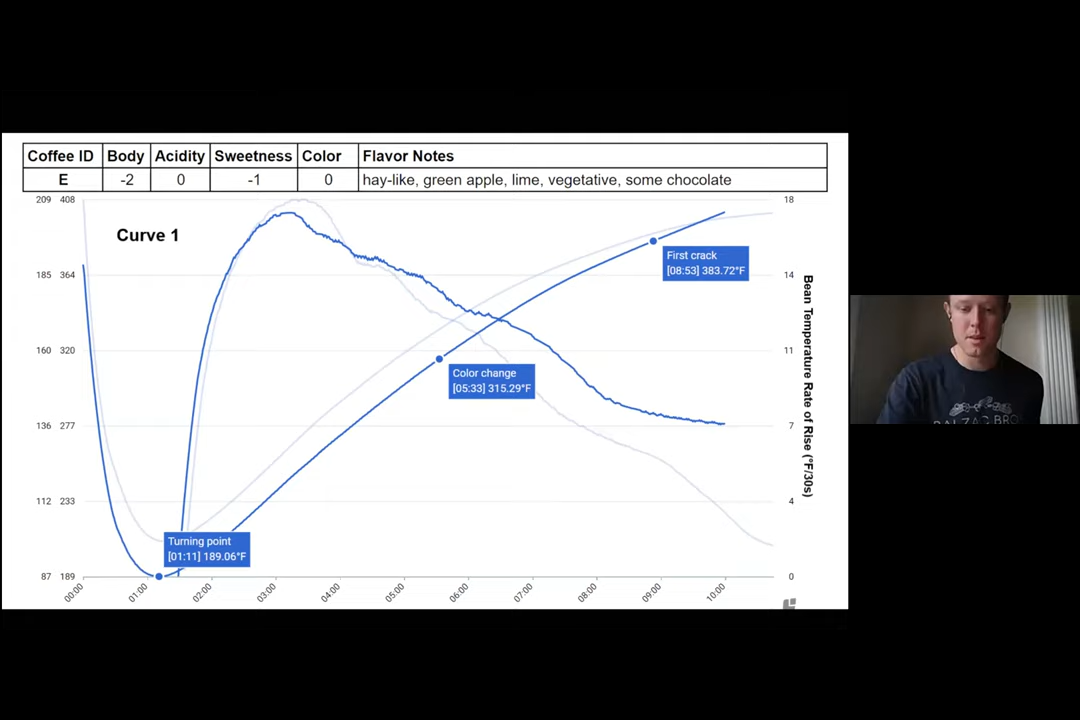 Coffee ID Body Acidity Sweetness Color Flavor Notes
E -2 0 -1 0 hay-like, green apple, lime, vegetative, some chocolate
209 408 18
Curve 1
First crack
[08:53] 383.72°F
185 364 14
160 320 11
Color change
[05:33] 315.29°F
136 277 7
112 233 4
Turning point
[01:11] 189.06°F
87 189 0
00:00 01:00 02:00 03:00 04:00 05:00 06:00 07:00 08:00 09:00 10:00
Bean Temperature Rate of Rise (°F/30s)
BALZAC BRO